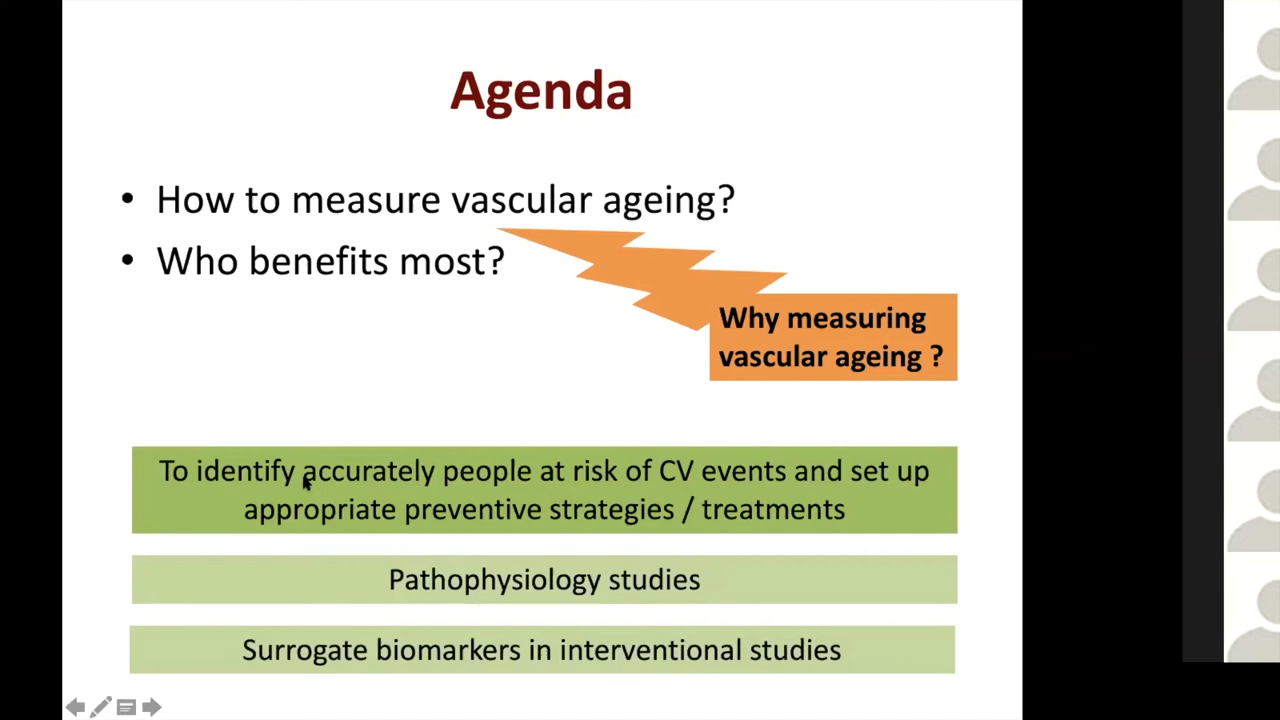 Agenda
• How to measure vascular ageing?
• Who benefits most?
Why measuring
vascular ageing ?
To identify accurately people at risk of CV events and set up
appropriate preventive strategies / treatments
Pathophysiology studies
Surrogate biomarkers in interventional studies